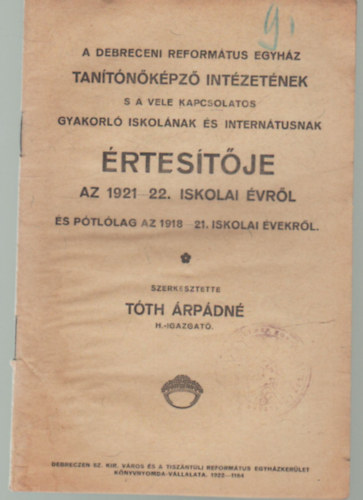 A DEBRECENI REFORMÁTUS EGYHÁZ
TANÍTÓNŐKÉPZŐ INTÉZETÉNEK
S A VELE KAPCSOLATOS
GYAKORLÓ ISKOLÁNAK ÉS INTERNÁTUSNAK
ÉRTESÍTŐJE
AZ 1921—22. ISKOLAI ÉVRŐL
ÉS PÓTLÓLAG AZ 1918—21. ISKOLAI ÉVEKRŐL.
SZERKESZTETTE
TÓTH ÁRPÁDNÉ
H.-IGAZGATÓ.
DEBRECZEN SZ. KIR. VÁROS ÉS A TISZÁNTÚLI REFORMÁTUS EGYHÁZKERÜLET
KÖNYVNYOMDA-VÁLLALATA. 1922—1164